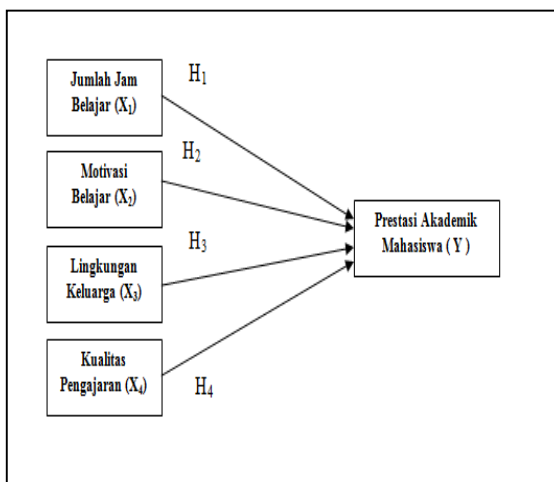 Jumlah Jam
Belajar (X₁)
H₁
Motivasi
Belajar (X₂)
H₂
Lingkungan
Keluarga (X₃)
H₃
Kualitas
Pengajaran (X₄)
H₄
Prestasi Akademik
Mahasiswa ( Y )